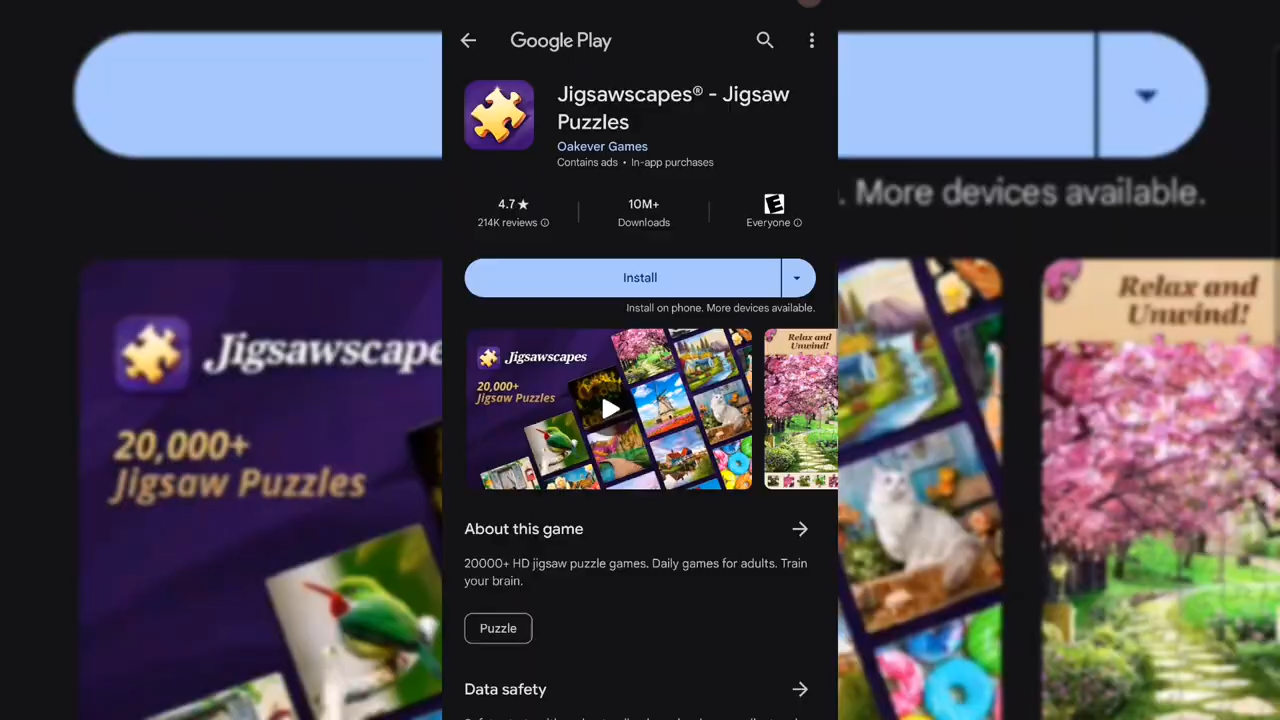 Google Play
Jigsawscapes® - Jigsaw
Puzzles
Oakever Games
Contains ads • In-app purchases
4.7★
214K reviews
10M+
Downloads
E
Everyone
Install
Install on phone. More devices available.
. More devices available.
Jigsawscapes
20,000+
Jigsaw Puzzles
Relax and
Unwind!
Jigsawscape
20,000+
Jigsaw Puzzles
Relax and
Unwind!
About this game
20000+ HD jigsaw puzzle games. Daily games for adults. Train
your brain.
Puzzle
Data safety